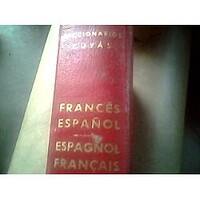 DICCIONARIOS
CUYÁS
FRANCÉS
ESPAÑOL
ESPAGNOL
FRANÇAIS